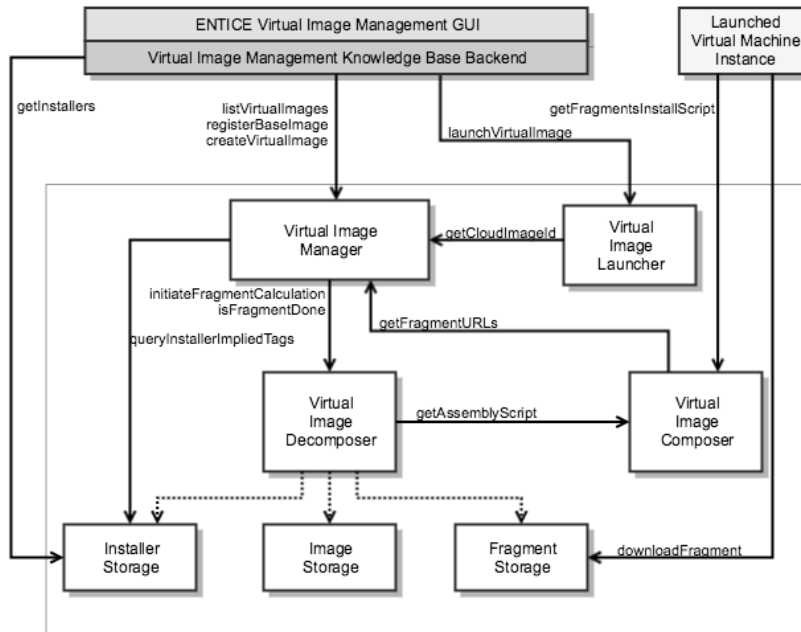 ENTICE Virtual Image Management GUI
Virtual Image Management Knowledge Base Backend
Launched
Virtual Machine
Instance
getInstallers
listVirtualImages
registerBaseImage
createVirtualImage
launchVirtualImage
getFragmentsInstallScript
Virtual Image
Manager
getCloudImageId
Virtual
Image
Launcher
initiateFragmentCalculation
isFragmentDone
queryInstallerImpliedTags
getFragmentURLs
Virtual
Image
Decomposer
getAssemblyScript
Virtual
Image
Composer
Installer
Storage
Image
Storage
Fragment
Storage
downloadFragment